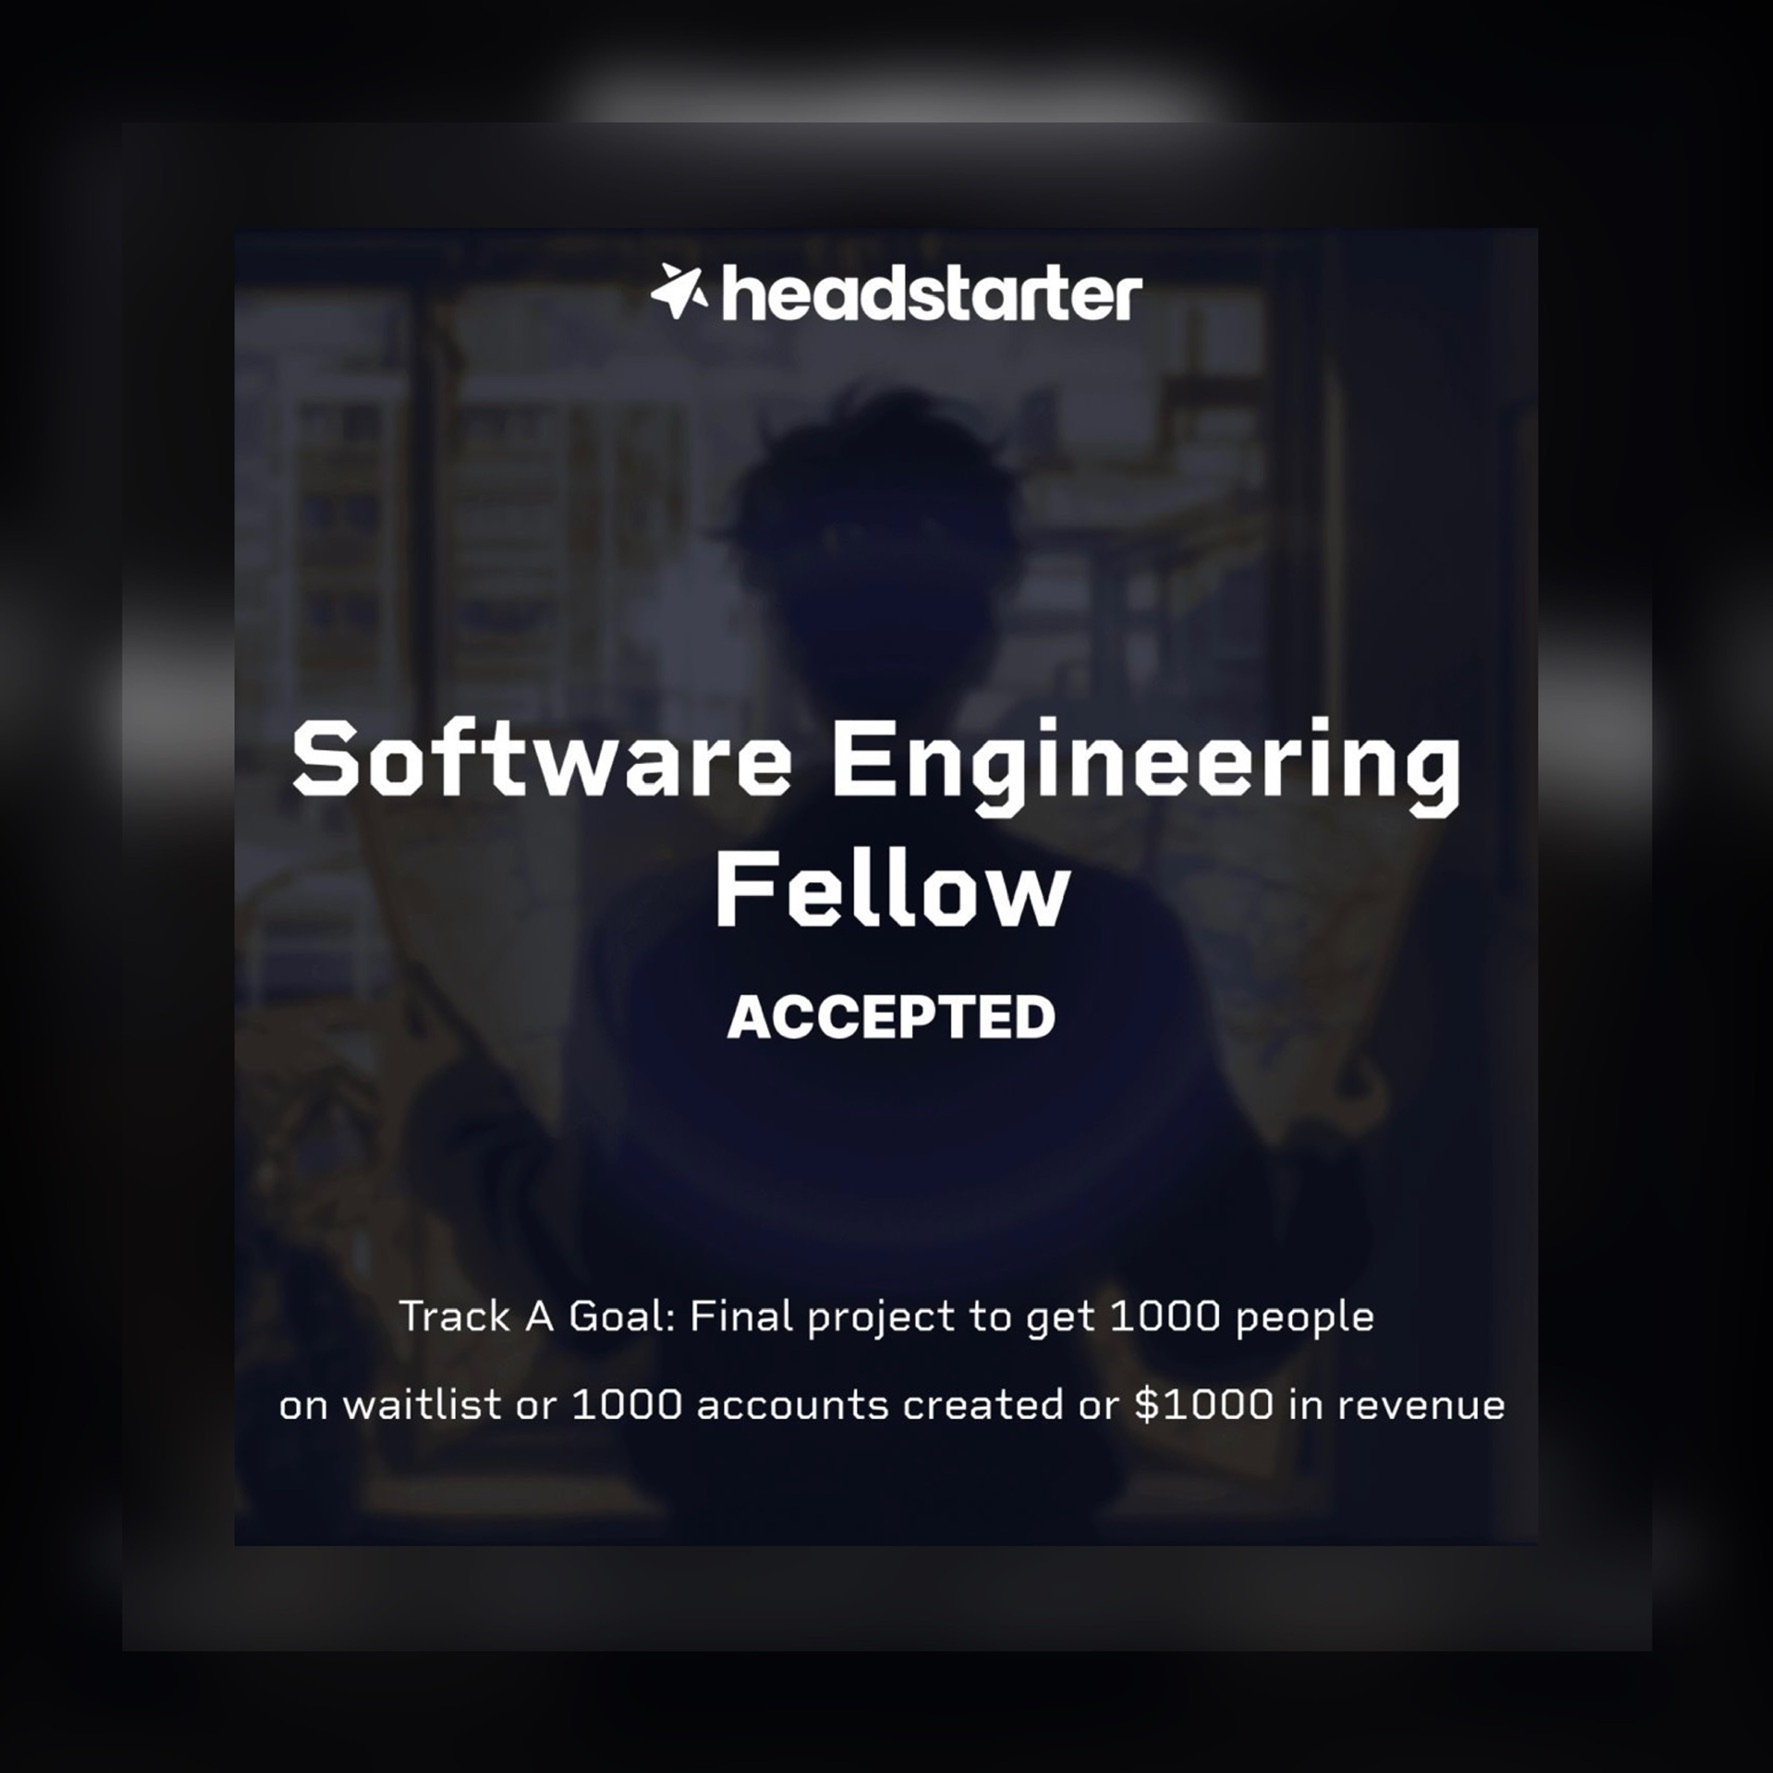 headstarter
Software Engineering
Fellow
ACCEPTED
Track A Goal: Final project to get 1000 people
on waitlist or 1000 accounts created or $1000 in revenue